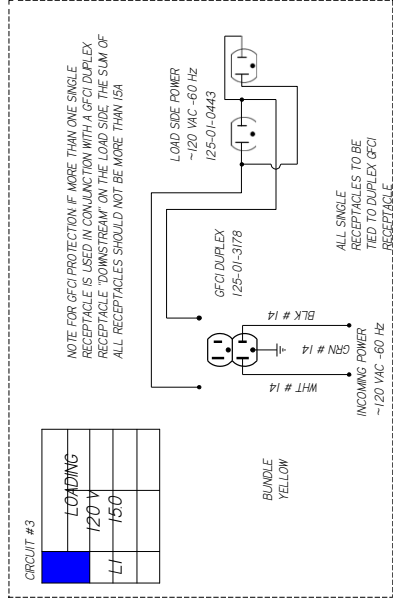 CIRCUIT #3
LOADING
120 V
L1 15.0
NOTE FOR GFCI PROTECTION: IF MORE THAN ONE SINGLE
RECEPTACLE IS USED IN CONJUNCTION WITH A GFCI DUPLEX
RECEPTACLE "DOWNSTREAM" ON THE LOAD SIDE, THE SUM OF
ALL RECEPTACLES SHOULD NOT BE MORE THAN 15A
LOAD SIDE POWER
~120 VAC -60 Hz
125-01-0443
GFCI DUPLEX
125-01-3178
BUNDLE
YELLOW
WHT # 14
GRN # 14
BLK # 14
INCOMING POWER
~120 VAC -60 Hz
ALL SINGLE
RECEPTACLES TO BE
TIED TO DUPLEX GFCI
RECEPTACLE